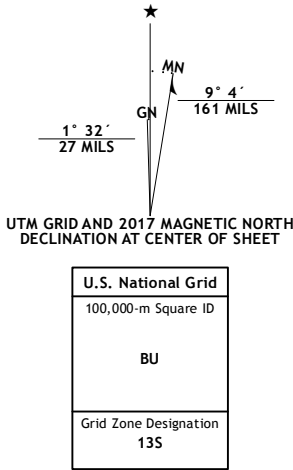 ★
MN
GN
9° 4´
161 MILS
1° 32´
27 MILS
UTM GRID AND 2017 MAGNETIC NORTH
DECLINATION AT CENTER OF SHEET
U.S. National Grid
100,000-m Square ID
BU
Grid Zone Designation
13S